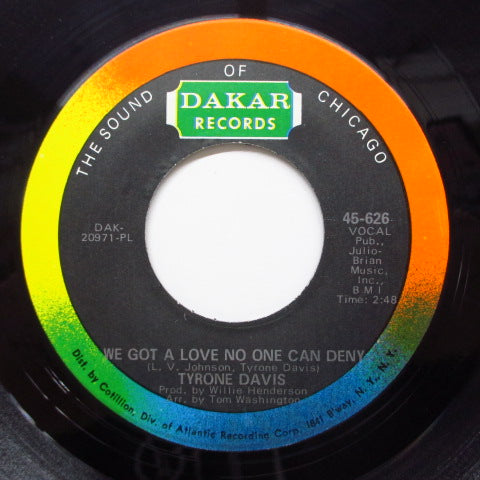 THE SOUND OF CHICAGO
DAKAR
RECORDS
DAK-
20971-PL
45-626
VOCAL
Pub.,
Julio-
Brian
Music,
Inc.,
B M I
Time: 2:48
WE GOT A LOVE NO ONE CAN DENY
(L. V. Johnson, Tyrone Davis)
TYRONE DAVIS
Prod. by Willie Henderson
Arr. by Tom Washington
Dist. by Cotillion, Div. of Atlantic Recording Corp. 1841 B'way, N.Y., N.Y.